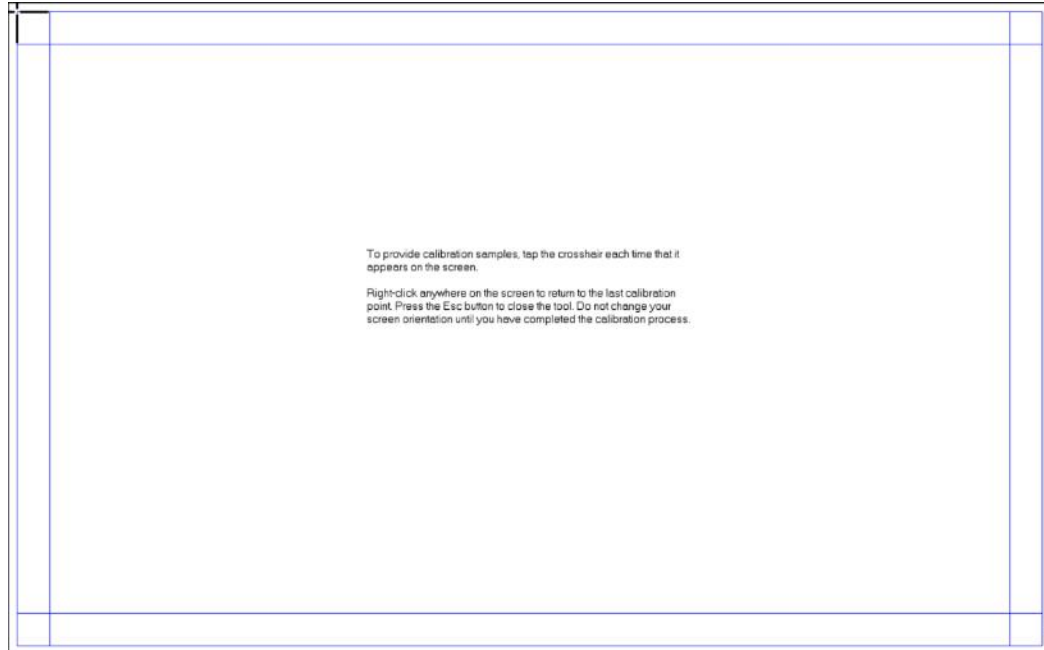 To provide calibration samples, tap the crosshair each time that it
appears on the screen.
Right-click anywhere on the screen to return to the last calibration
point. Press the Esc button to close the tool. Do not change your
screen orientation until you have completed the calibration process.